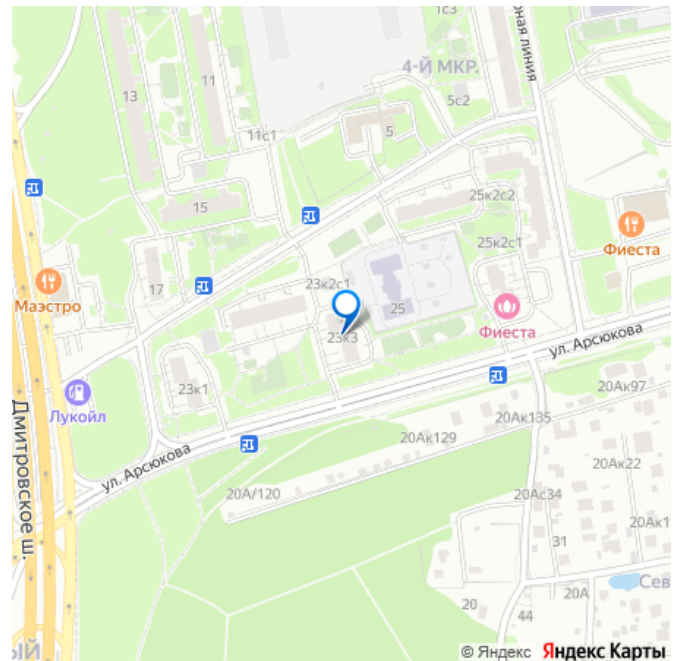 1с3
рная линия
4-Й МКР.
13
11
5с2
11с1
5
15
25к2с2
25к2с1
Фиеста
17
Маэстро
23к2с1
25
Фиеста
23к3
ул. Арсюкова
23к1
Лукойл
20Ак97
20Ак135
Дмитровское ш.
20Ак129
ул. Арсюкова
20Ак22
20А/120
20Ас34
20Ак1
31
Сев
20А
20
44
ЫЙ
© Яндекс Яндекс Карты